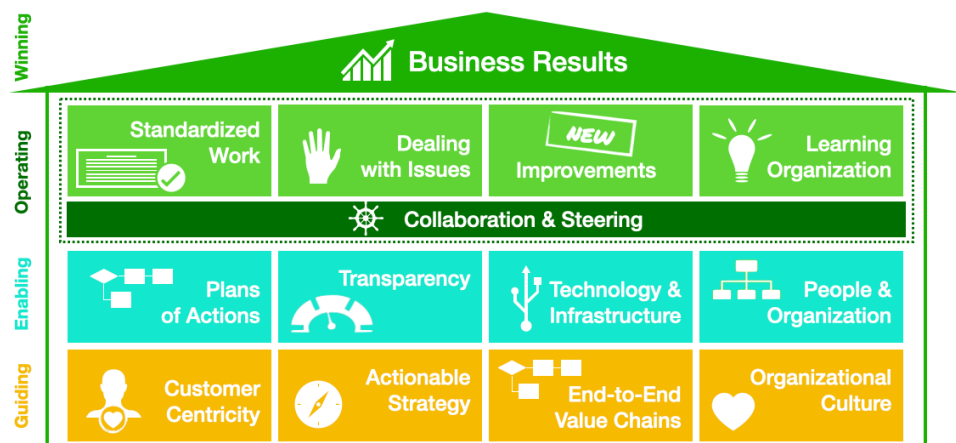 Winning
Business Results
Operating
Standardized
Work
Dealing
with Issues
NEW
Improvements
Learning
Organization
Collaboration & Steering
Enabling
Plans
of Actions
Transparency
Technology &
Infrastructure
People &
Organization
Guiding
Customer
Centricity
Actionable
Strategy
End-to-End
Value Chains
Organizational
Culture